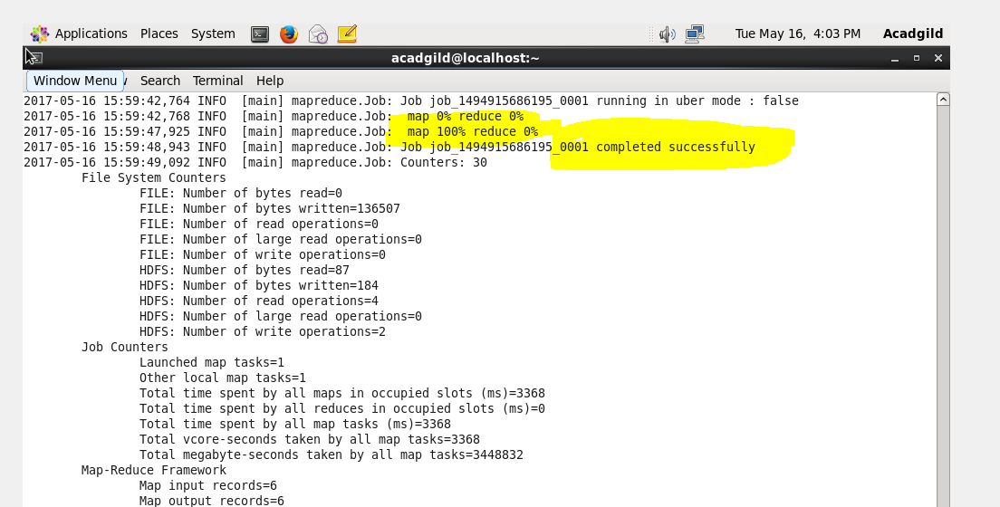 Applications Places System Tue May 16, 4:03 PM Acadgild
acadgild@localhost:~
Window Menu Search Terminal Help
2017-05-16 15:59:42,764 INFO [main] mapreduce.Job: Job job_1494915686195_0001 running in uber mode : false
2017-05-16 15:59:42,768 INFO [main] mapreduce.Job: map 0% reduce 0%
2017-05-16 15:59:47,925 INFO [main] mapreduce.Job: map 100% reduce 0%
2017-05-16 15:59:48,943 INFO [main] mapreduce.Job: Job job_1494915686195_0001 completed successfully
2017-05-16 15:59:49,092 INFO [main] mapreduce.Job: Counters: 30
File System Counters
FILE: Number of bytes read=0
FILE: Number of bytes written=136507
FILE: Number of read operations=0
FILE: Number of large read operations=0
FILE: Number of write operations=0
HDFS: Number of bytes read=87
HDFS: Number of bytes written=184
HDFS: Number of read operations=4
HDFS: Number of large read operations=0
HDFS: Number of write operations=2
Job Counters
Launched map tasks=1
Other local map tasks=1
Total time spent by all maps in occupied slots (ms)=3368
Total time spent by all reduces in occupied slots (ms)=0
Total time spent by all map tasks (ms)=3368
Total vcore-seconds taken by all map tasks=3368
Total megabyte-seconds taken by all map tasks=3448832
Map-Reduce Framework
Map input records=6
Map output records=6